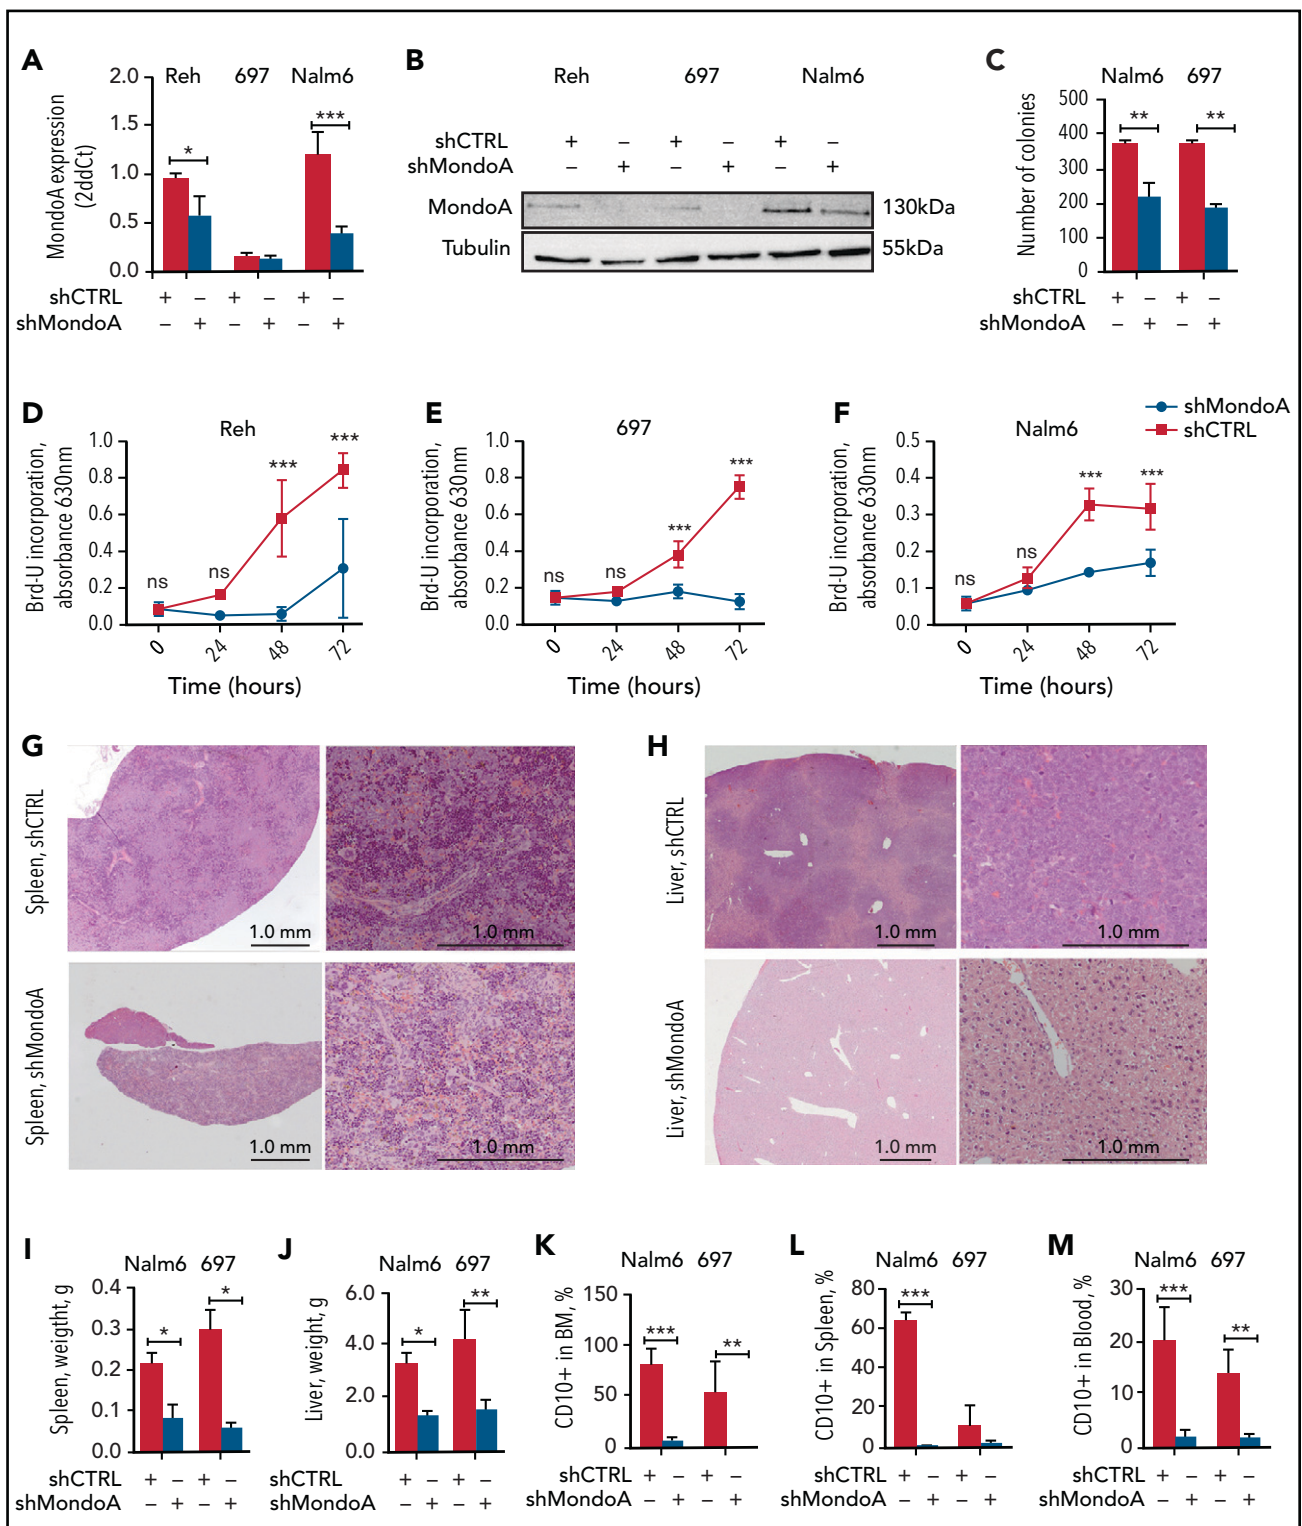 A
Reh 697 Nalm6
MondoA expression
(2ddCt)
2.0
1.5
1.0
0.5
0.0
*
***
shCTRL + – + – +  –
shMondoA – + – + – +
B
Reh 697 Nalm6
shCTRL + – + – + –
shMondoA – + – + – +
MondoA 130kDa
Tubulin 55kDa
C
Nalm6 697
Number of colonies
500
400
300
200
100
0
** **
shCTRL + – + –
shMondoA – + – +
D
Reh
Brd-U incorporation,
absorbance 630nm
1.0
0.8
0.6
0.4
0.2
0.0
ns ns *** ***
0 24 48 72
Time (hours)
E
697
Brd-U incorporation,
absorbance 630nm
1.0
0.8
0.6
0.4
0.2
0.0
ns ns *** ***
0 24 48 72
Time (hours)
F
Nalm6
shMondoA
shCTRL
Brd-U incorporation,
absorbance 630nm
0.5
0.4
0.3
0.2
0.1
0.0
ns ns *** ***
0 24 48 72
Time (hours)
G
Spleen, shCTRL
1.0 mm 1.0 mm
Spleen, shMondoA
1.0 mm 1.0 mm
H
Liver, shCTRL
1.0 mm 1.0 mm
Liver, shMondoA
1.0 mm 1.0 mm
I
Nalm6 697
Spleen, weigtht, g
0.4
0.3
0.2
0.1
0.0
* *
shCTRL + – + –
shMondoA – + – +
J
Nalm6 697
Liver, weight, g
6.0
4.0
2.0
0.0
* **
shCTRL + – + –
shMondoA – + – +
K
Nalm6 697
CD10+ in BM, %
150
100
50
0
*** **
shCTRL + – + –
shMondoA – + – +
L
Nalm6 697
CD10+ in Spleen, %
80
60
40
20
0
***
shCTRL + – + –
shMondoA – + – +
M
Nalm6 697
CD10+ in Blood, %
30
20
10
0
*** **
shCTRL + – + –
shMondoA – + – +